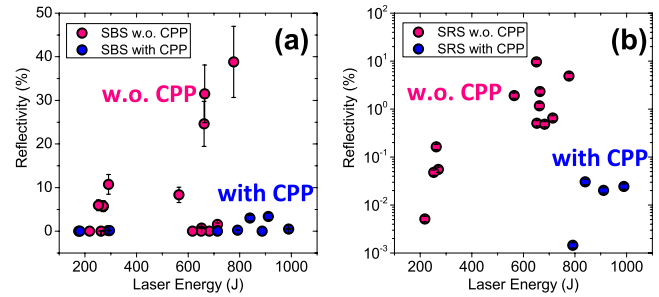 SBS w.o. CPP
SBS with CPP
(a)
w.o. CPP
with CPP
Reflectivity (%)
50
40
30
20
10
0
200 400 600 800 1000
Laser Energy (J)
SRS w.o. CPP
SRS with CPP
(b)
w.o. CPP
with CPP
Reflectivity (%)
10^2
10^1
10^0
10^-1
10^-2
10^-3
200 400 600 800 1000
Laser Energy (J)